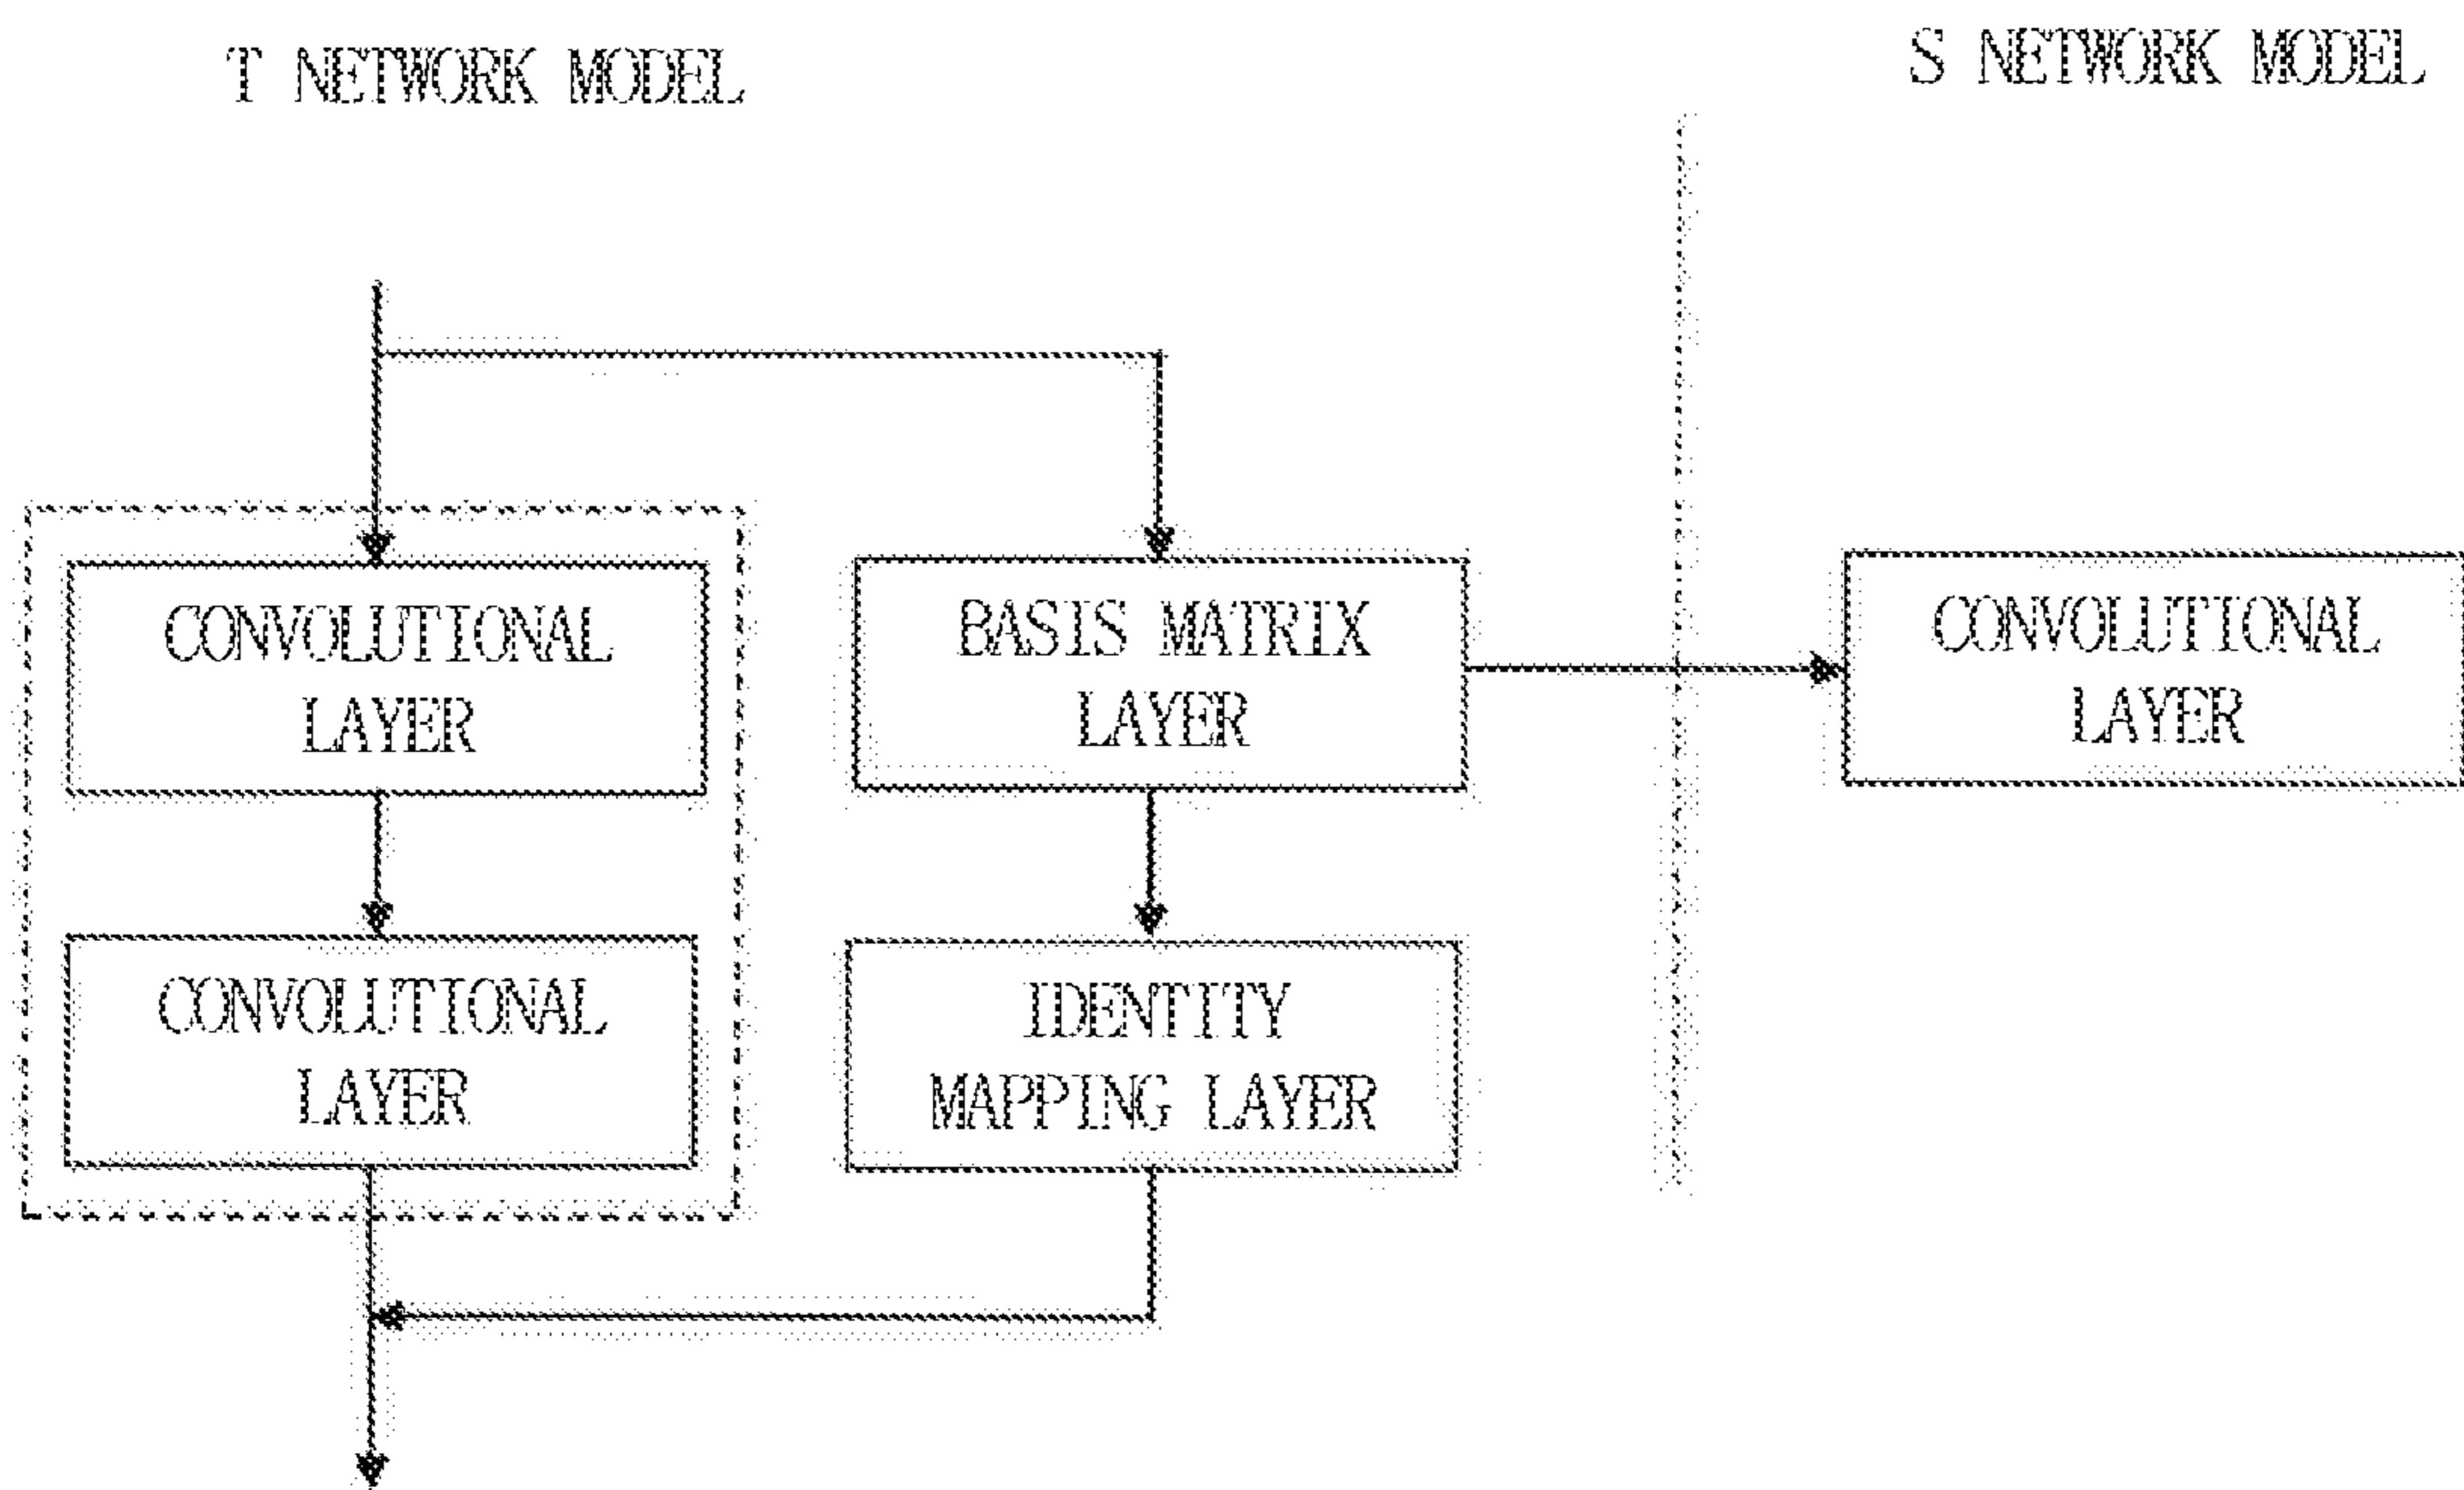 T NETWORK MODEL
S NETWORK MODEL
CONVOLUTIONAL
LAYER
BASIS MATRIX
LAYER
CONVOLUTIONAL
LAYER
CONVOLUTIONAL
LAYER
IDENTITY
MAPPING LAYER